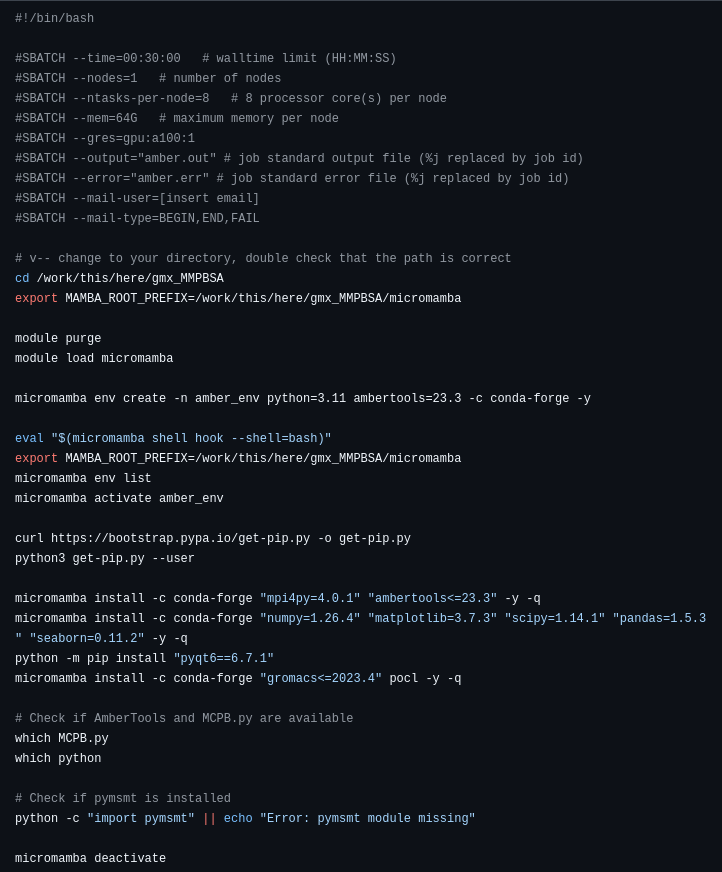 #!/bin/bash
#SBATCH --time=00:30:00   # walltime limit (HH:MM:SS)
#SBATCH --nodes=1   # number of nodes
#SBATCH --ntasks-per-node=8   # 8 processor core(s) per node
#SBATCH --mem=64G   # maximum memory per node
#SBATCH --gres=gpu:a100:1
#SBATCH --output="amber.out" # job standard output file (%j replaced by job id)
#SBATCH --error="amber.err" # job standard error file (%j replaced by job id)
#SBATCH --mail-user=[insert email]
#SBATCH --mail-type=BEGIN,END,FAIL
# v-- change to your directory, double check that the path is correct
cd /work/this/here/gmx_MMPBSA
export MAMBA_ROOT_PREFIX=/work/this/here/gmx_MMPBSA/micromamba
module purge
module load micromamba
micromamba env create -n amber_env python=3.11 ambertools=23.3 -c conda-forge -y
eval "$(micromamba shell hook --shell=bash)"
export MAMBA_ROOT_PREFIX=/work/this/here/gmx_MMPBSA/micromamba
micromamba env list
micromamba activate amber_env
curl https://bootstrap.pypa.io/get-pip.py -o get-pip.py
python3 get-pip.py --user
micromamba install -c conda-forge "mpi4py=4.0.1" "ambertools<=23.3" -y -q
micromamba install -c conda-forge "numpy=1.26.4" "matplotlib=3.7.3" "scipy=1.14.1" "pandas=1.5.3
" "seaborn=0.11.2" -y -q
python -m pip install "pyqt6==6.7.1"
micromamba install -c conda-forge "gromacs<=2023.4" pocl -y -q
# Check if AmberTools and MCPB.py are available
which MCPB.py
which python
# Check if pymsmt is installed
python -c "import pymsmt" || echo "Error: pymsmt module missing"
micromamba deactivate